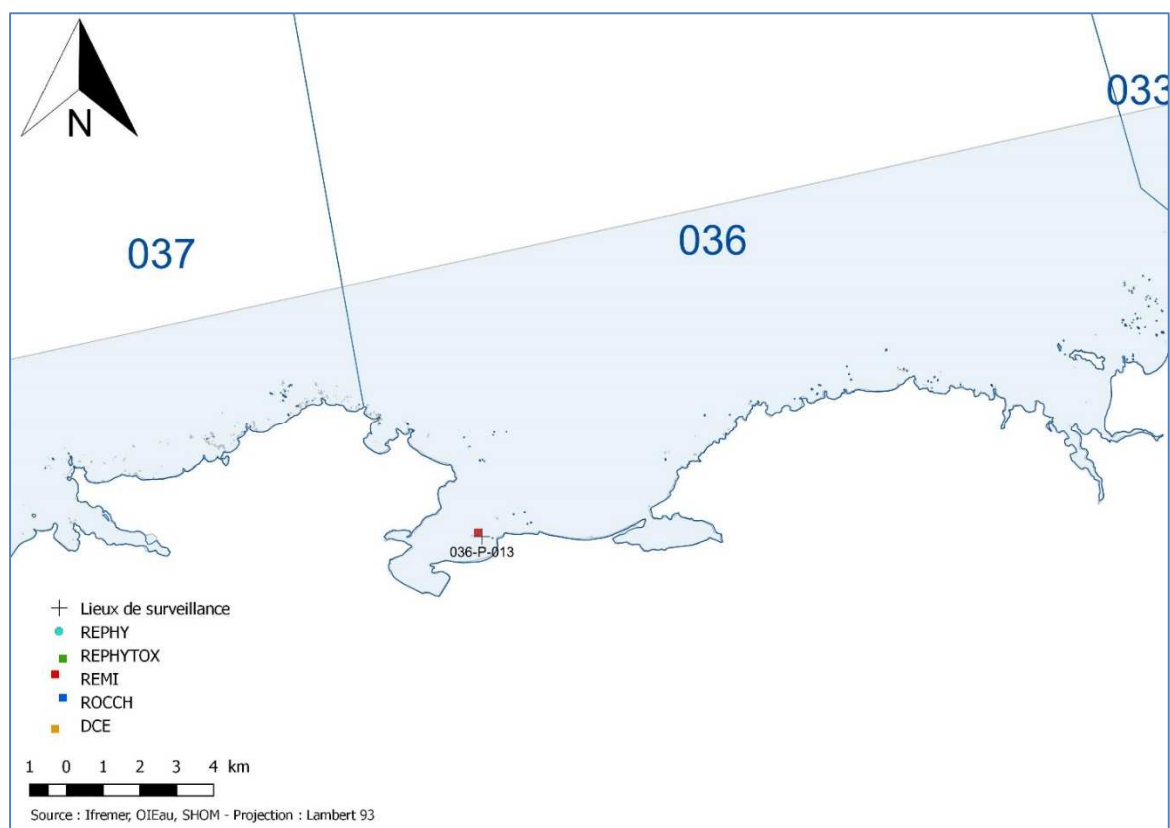 N
033
037
036
036-P-013
Lieux de surveillance
REPHY
REPHYTOX
REMI
ROCCH
DCE
1 0 1 2 3 4 km
Source : Ifremer, OIEau, SHOM - Projection : Lambert 93